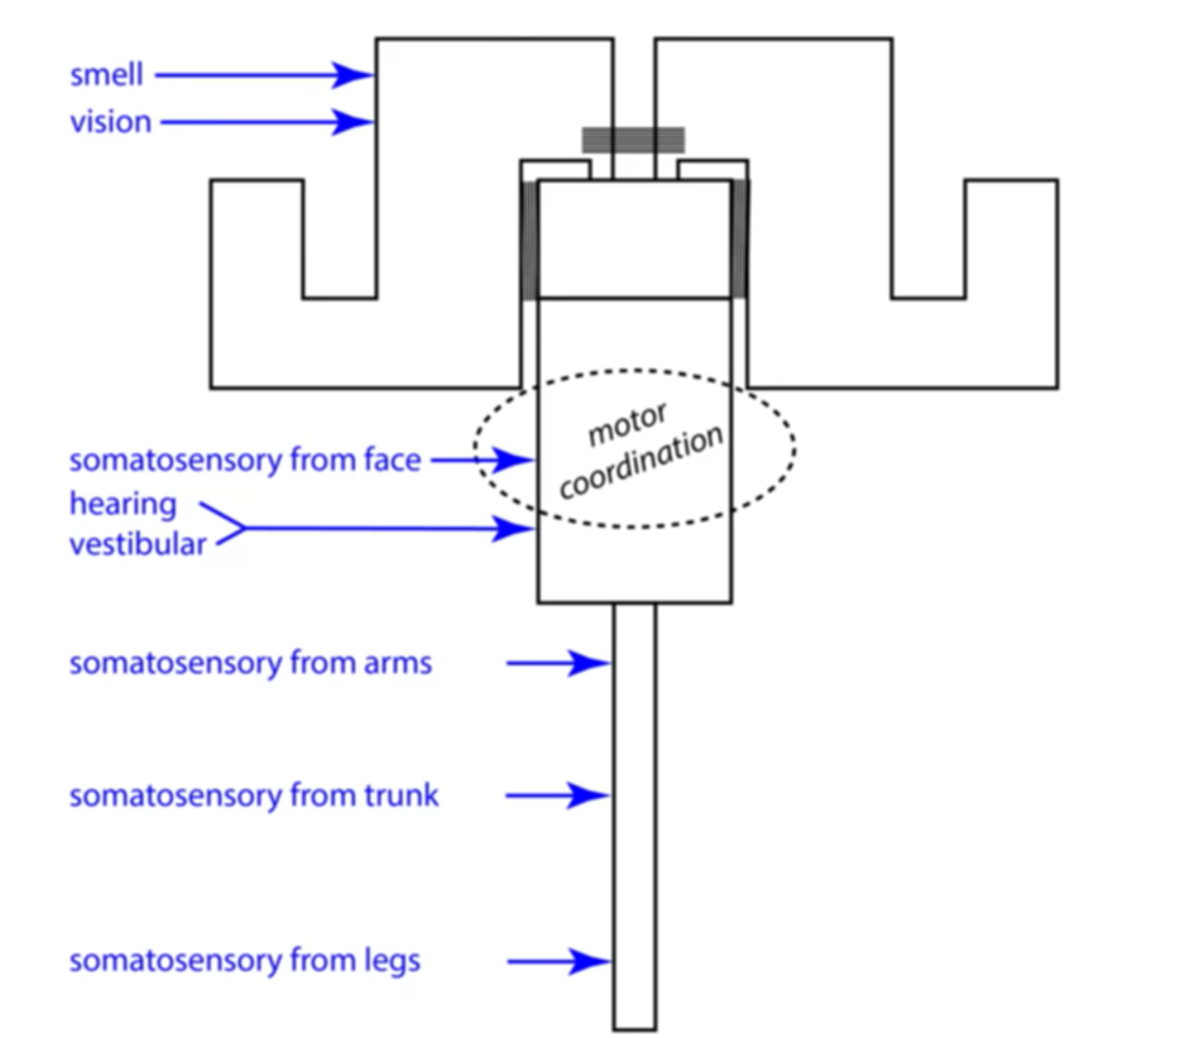 smell
vision
motor
coordination
somatosensory from face
hearing
vestibular
somatosensory from arms
somatosensory from trunk
somatosensory from legs